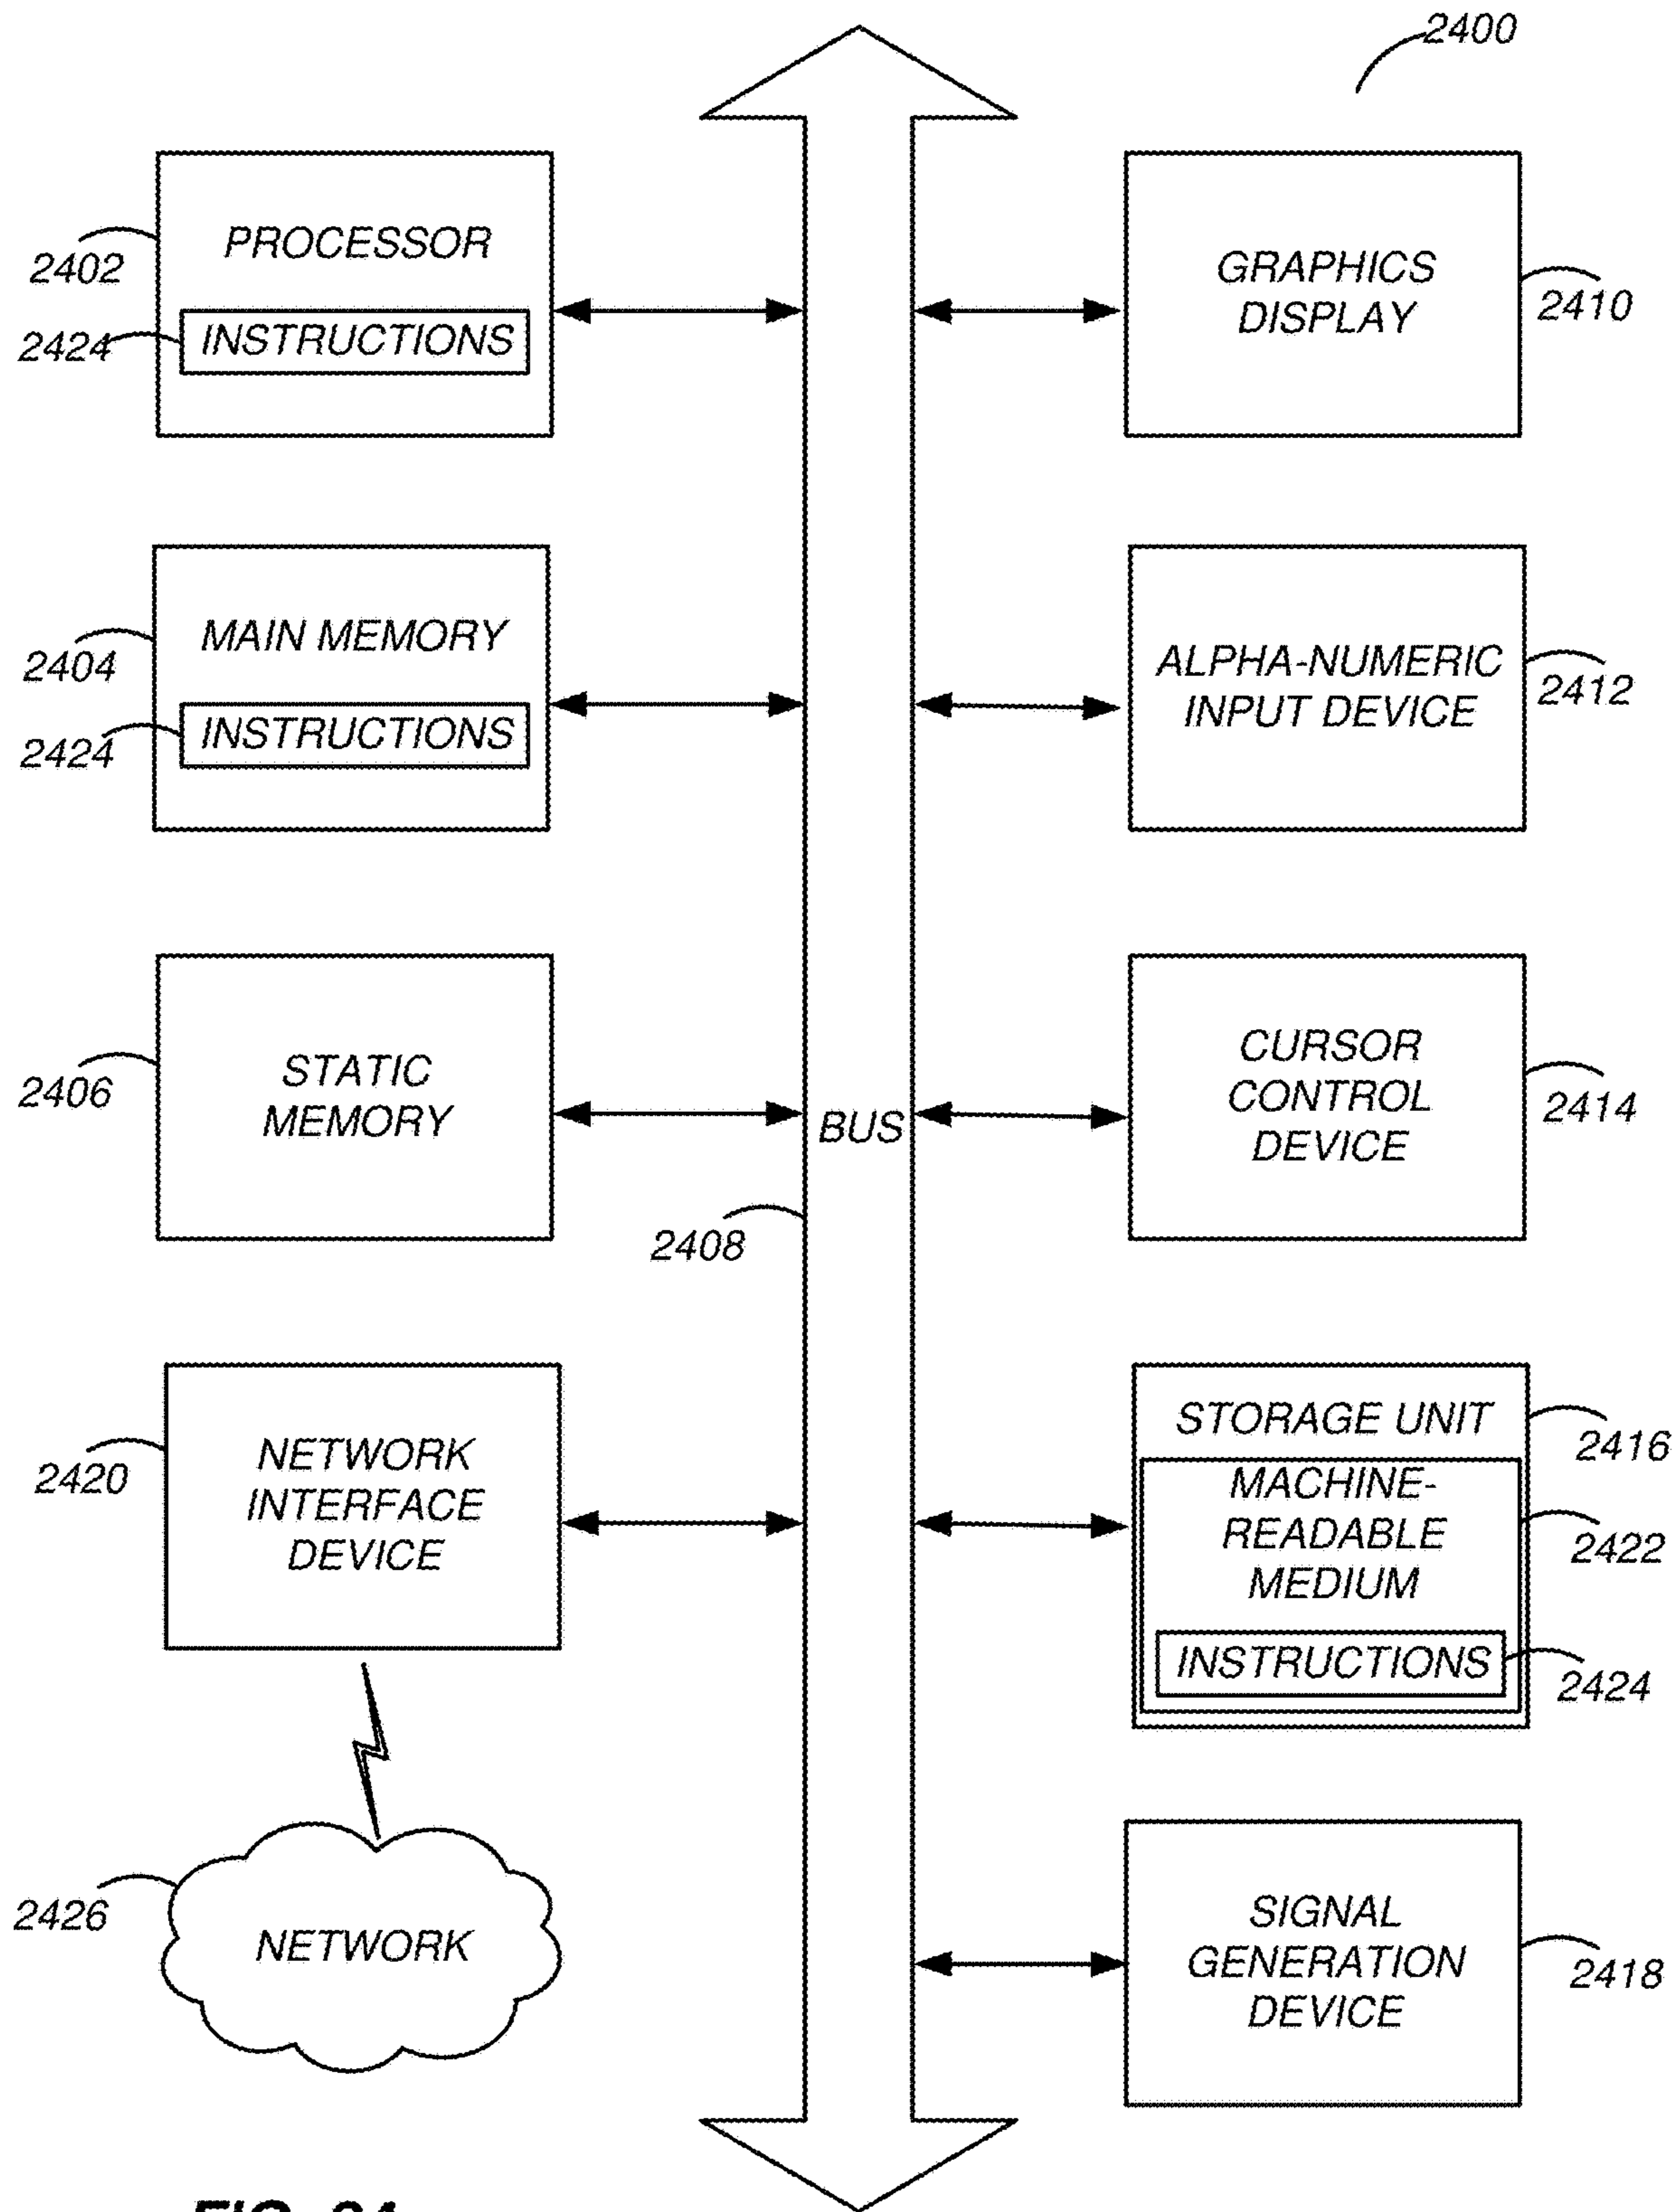 2400
PROCESSOR
2402
INSTRUCTIONS
2424
GRAPHICS
DISPLAY
2410
MAIN MEMORY
2404
INSTRUCTIONS
2424
ALPHA-NUMERIC
INPUT DEVICE
2412
STATIC
MEMORY
2406
BUS
2408
CURSOR
CONTROL
DEVICE
2414
NETWORK
INTERFACE
DEVICE
2420
STORAGE UNIT
2416
MACHINE-
READABLE
MEDIUM
2422
INSTRUCTIONS
2424
NETWORK
2426
SIGNAL
GENERATION
DEVICE
2418
FIG. 24